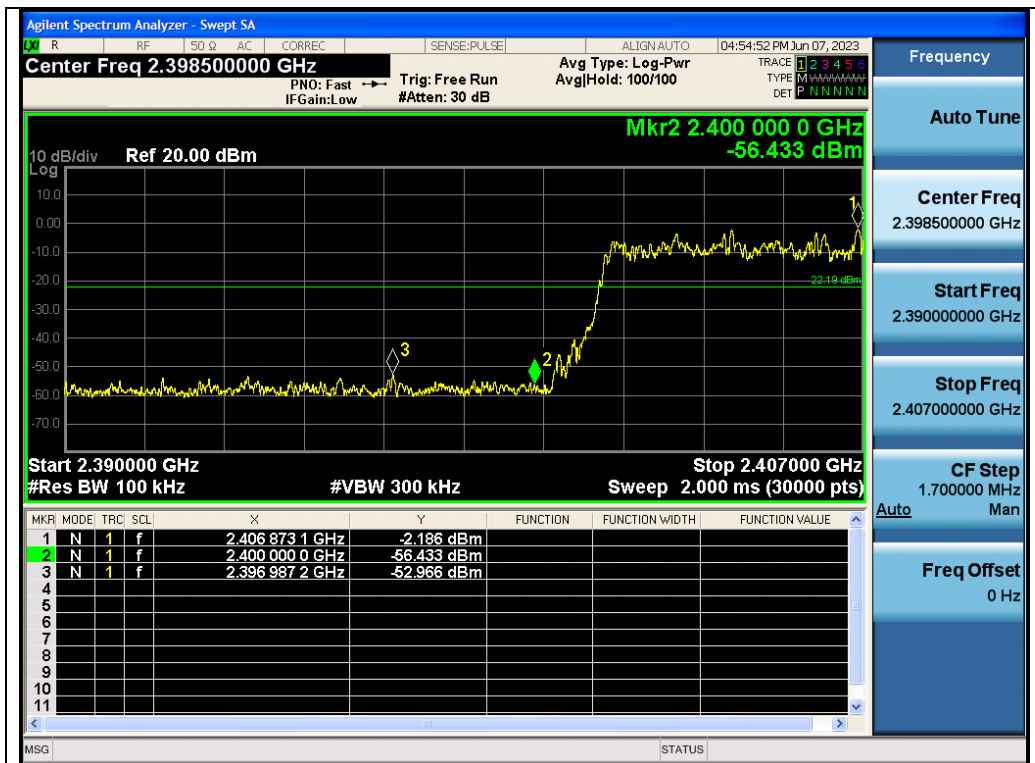 Agilent Spectrum Analyzer - Swept SA
LXI R RF 50 Ω AC CORREC SENSE:PULSE ALIGN AUTO 04:54:52 PM Jun 07, 2023
Center Freq 2.398500000 GHz
PNO: Fast
IFGain:Low
Trig: Free Run
#Atten: 30 dB
Avg Type: Log-Pwr
Avg|Hold: 100/100
TRACE 1 2 3 4 5 6
TYPE M WWWWW
DET P N N N N N
Mkr2 2.400 000 0 GHz
-56.433 dBm
10 dB/div Ref 20.00 dBm
Log
10.0
0.00
-10.0
-20.0
-30.0
-40.0
-50.0
-60.0
-70.0
1
2
3
-22.19 dBm
Start 2.390000 GHz Stop 2.407000 GHz
#Res BW 100 kHz #VBW 300 kHz Sweep 2.000 ms (30000 pts)
MKR MODE TRC SCL X Y FUNCTION FUNCTION WIDTH FUNCTION VALUE
1 N 1 f 2.406 873 1 GHz -2.186 dBm
2 N 1 f 2.400 000 0 GHz -56.433 dBm
3 N 1 f 2.396 987 2 GHz -52.966 dBm
4
5
6
7
8
9
10
11
MSG STATUS
Frequency
Auto Tune
Center Freq
2.398500000 GHz
Start Freq
2.390000000 GHz
Stop Freq
2.407000000 GHz
CF Step
1.700000 MHz
Auto Man
Freq Offset
0 Hz